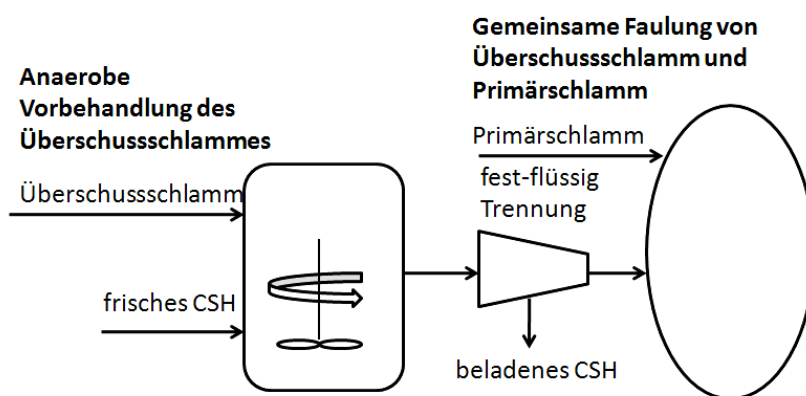 Anaerobe
Vorbehandlung des
Überschussschlammes
Überschussschlamm
frisches CSH
Gemeinsame Faulung von
Überschussschlamm und
Primärschlamm
Primärschlamm
fest-flüssig
Trennung
beladenes CSH